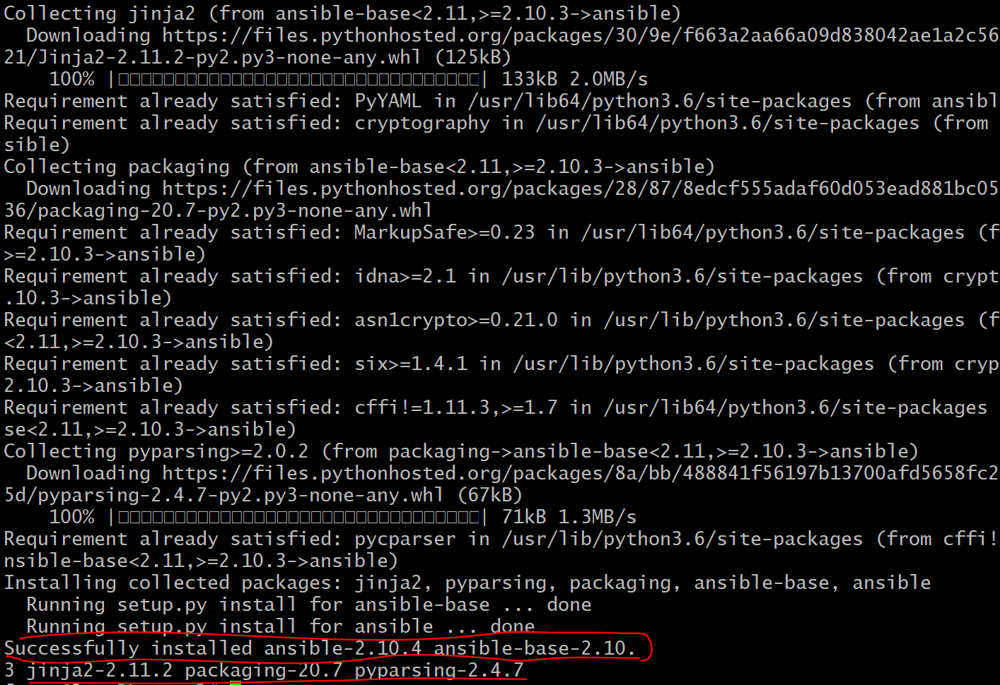 Collecting jinja2 (from ansible-base<2.11,>=2.10.3->ansible)
  Downloading https://files.pythonhosted.org/packages/30/9e/f663a2aa66a09d838042ae1a2c56
21/Jinja2-2.11.2-py2.py3-none-any.whl (125kB)
    100% |████████████████████████████████| 133kB 2.0MB/s
Requirement already satisfied: PyYAML in /usr/lib64/python3.6/site-packages (from ansibl
Requirement already satisfied: cryptography in /usr/lib64/python3.6/site-packages (from
sible)
Collecting packaging (from ansible-base<2.11,>=2.10.3->ansible)
  Downloading https://files.pythonhosted.org/packages/28/87/8edcf555adaf60d053ead881bc05
36/packaging-20.7-py2.py3-none-any.whl
Requirement already satisfied: MarkupSafe>=0.23 in /usr/lib64/python3.6/site-packages (f
>=2.10.3->ansible)
Requirement already satisfied: idna>=2.1 in /usr/lib/python3.6/site-packages (from crypt
.10.3->ansible)
Requirement already satisfied: asn1crypto>=0.21.0 in /usr/lib/python3.6/site-packages (f
<2.11,>=2.10.3->ansible)
Requirement already satisfied: six>=1.4.1 in /usr/lib/python3.6/site-packages (from cryp
2.10.3->ansible)
Requirement already satisfied: cffi!=1.11.3,>=1.7 in /usr/lib64/python3.6/site-packages
se<2.11,>=2.10.3->ansible)
Collecting pyparsing>=2.0.2 (from packaging->ansible-base<2.11,>=2.10.3->ansible)
  Downloading https://files.pythonhosted.org/packages/8a/bb/488841f56197b13700afd5658fc2
5d/pyparsing-2.4.7-py2.py3-none-any.whl (67kB)
    100% |████████████████████████████████| 71kB 1.3MB/s
Requirement already satisfied: pycparser in /usr/lib/python3.6/site-packages (from cffi!
nsible-base<2.11,>=2.10.3->ansible)
Installing collected packages: jinja2, pyparsing, packaging, ansible-base, ansible
  Running setup.py install for ansible-base ... done
  Running setup.py install for ansible ... done
Successfully installed ansible-2.10.4 ansible-base-2.10.
3 jinja2-2.11.2 packaging-20.7 pyparsing-2.4.7